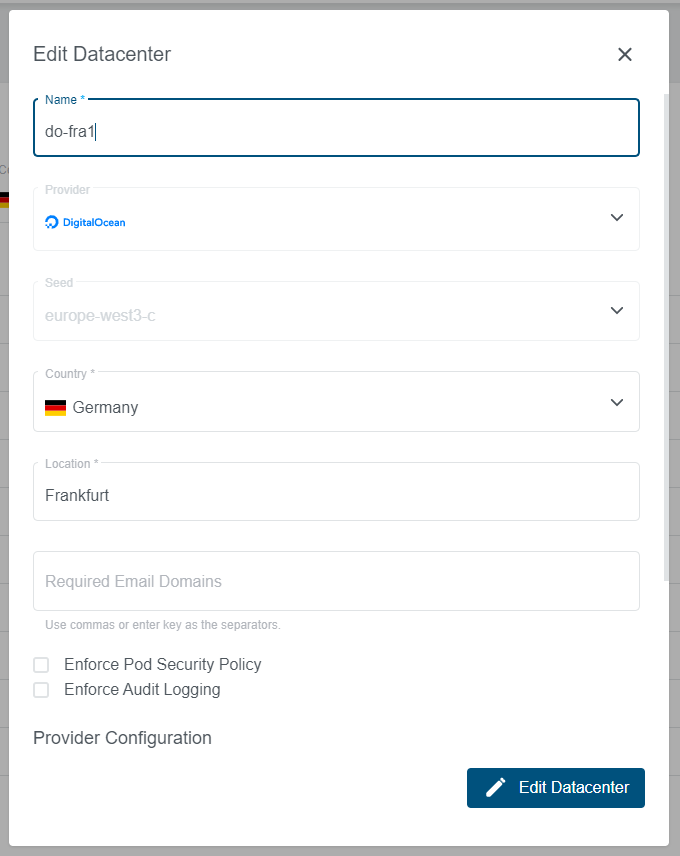 Edit Datacenter
Name *
do-fra1
Provider
DigitalOcean
Seed
europe-west3-c
Country *
Germany
Location *
Frankfurt
Required Email Domains
Use commas or enter key as the separators.
Enforce Pod Security Policy
Enforce Audit Logging
Provider Configuration
Edit Datacenter